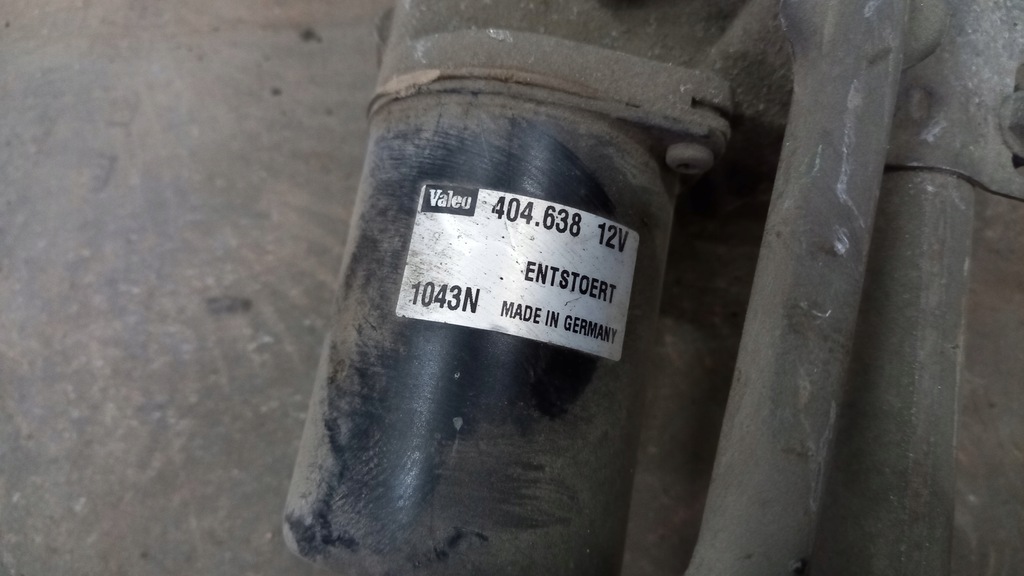 Valeo 404.638 12V
ENTSTOERT
1043N MADE IN GERMANY